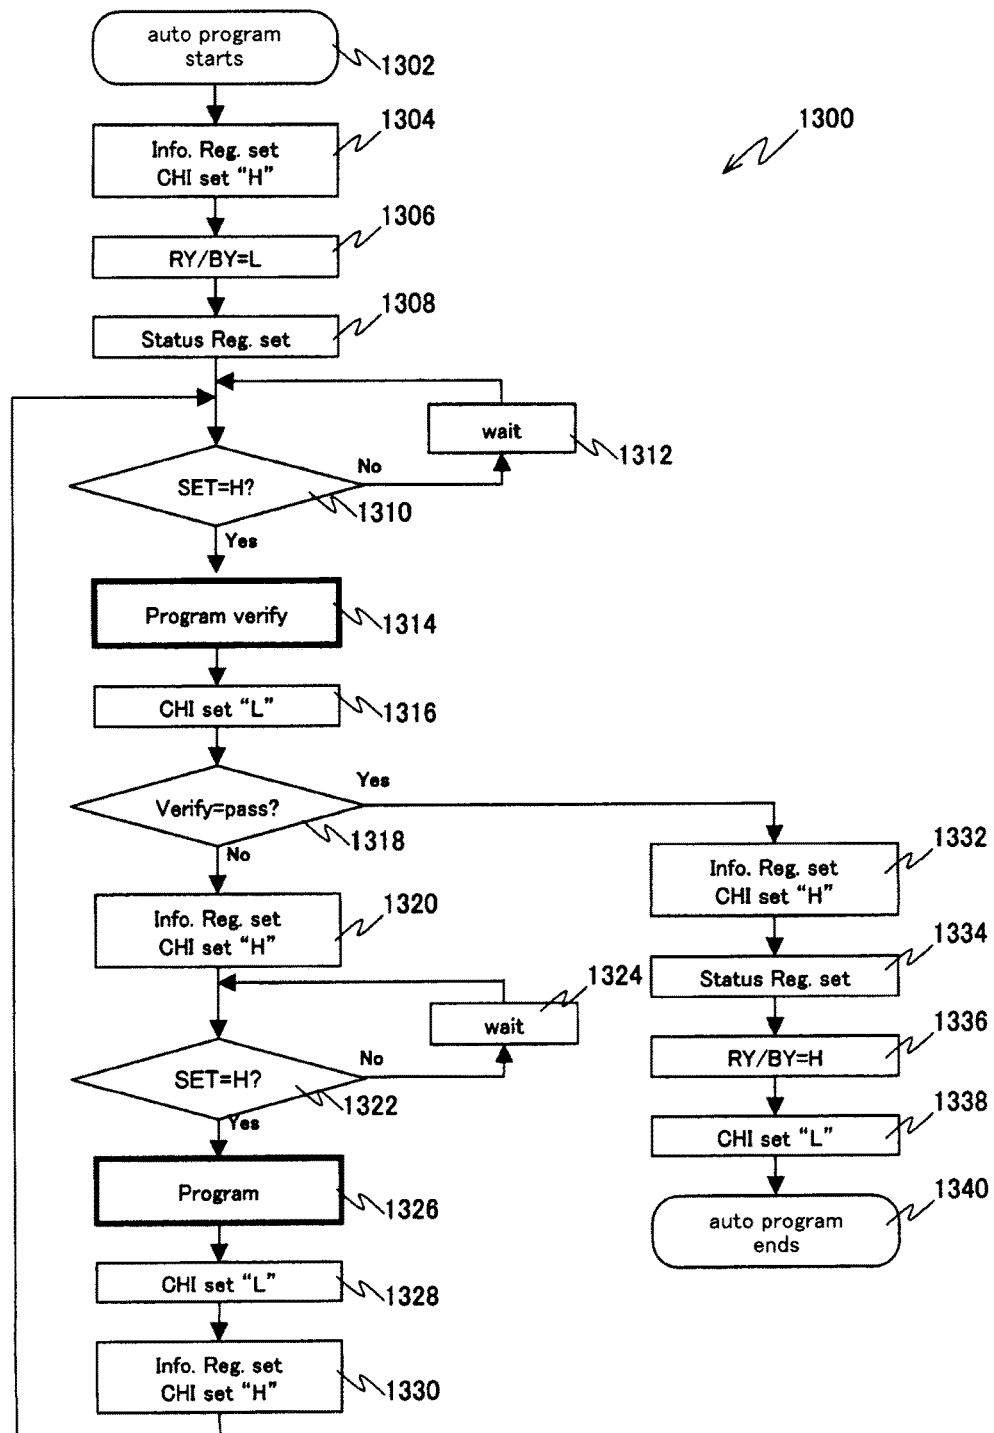 auto program
starts
1302
1300
1304
Info. Reg. set
CHI set "H"
1306
RY/BY=L
1308
Status Reg. set
wait
1312
No
SET=H?
1310
Yes
Program verify
1314
CHI set "L"
1316
Yes
Verify=pass?
1318
No
1332
Info. Reg. set
CHI set "H"
1320
Info. Reg. set
CHI set "H"
1334
Status Reg. set
1324
wait
1336
RY/BY=H
No
SET=H?
1322
Yes
1338
CHI set "L"
Program
1326
1340
auto program
ends
CHI set "L"
1328
Info. Reg. set
CHI set "H"
1330